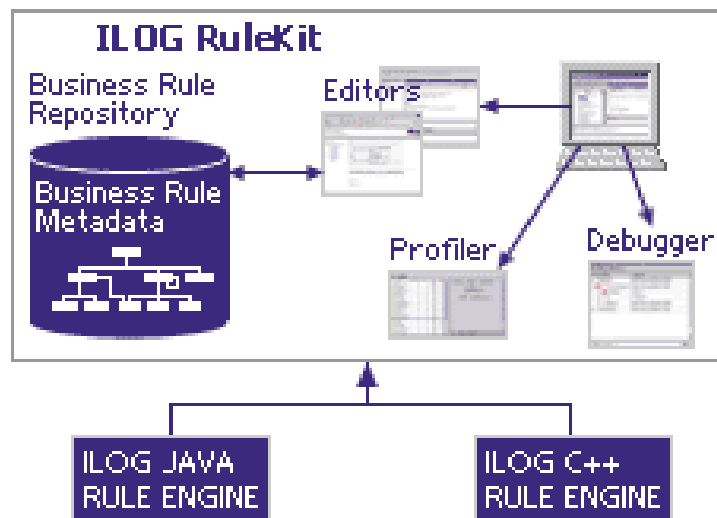 ILOG RuleKit
Business Rule
Repository
Editors
Business Rule
Metadata
Profiler
Debugger
ILOG JAVA
RULE ENGINE
ILOG C++
RULE ENGINE